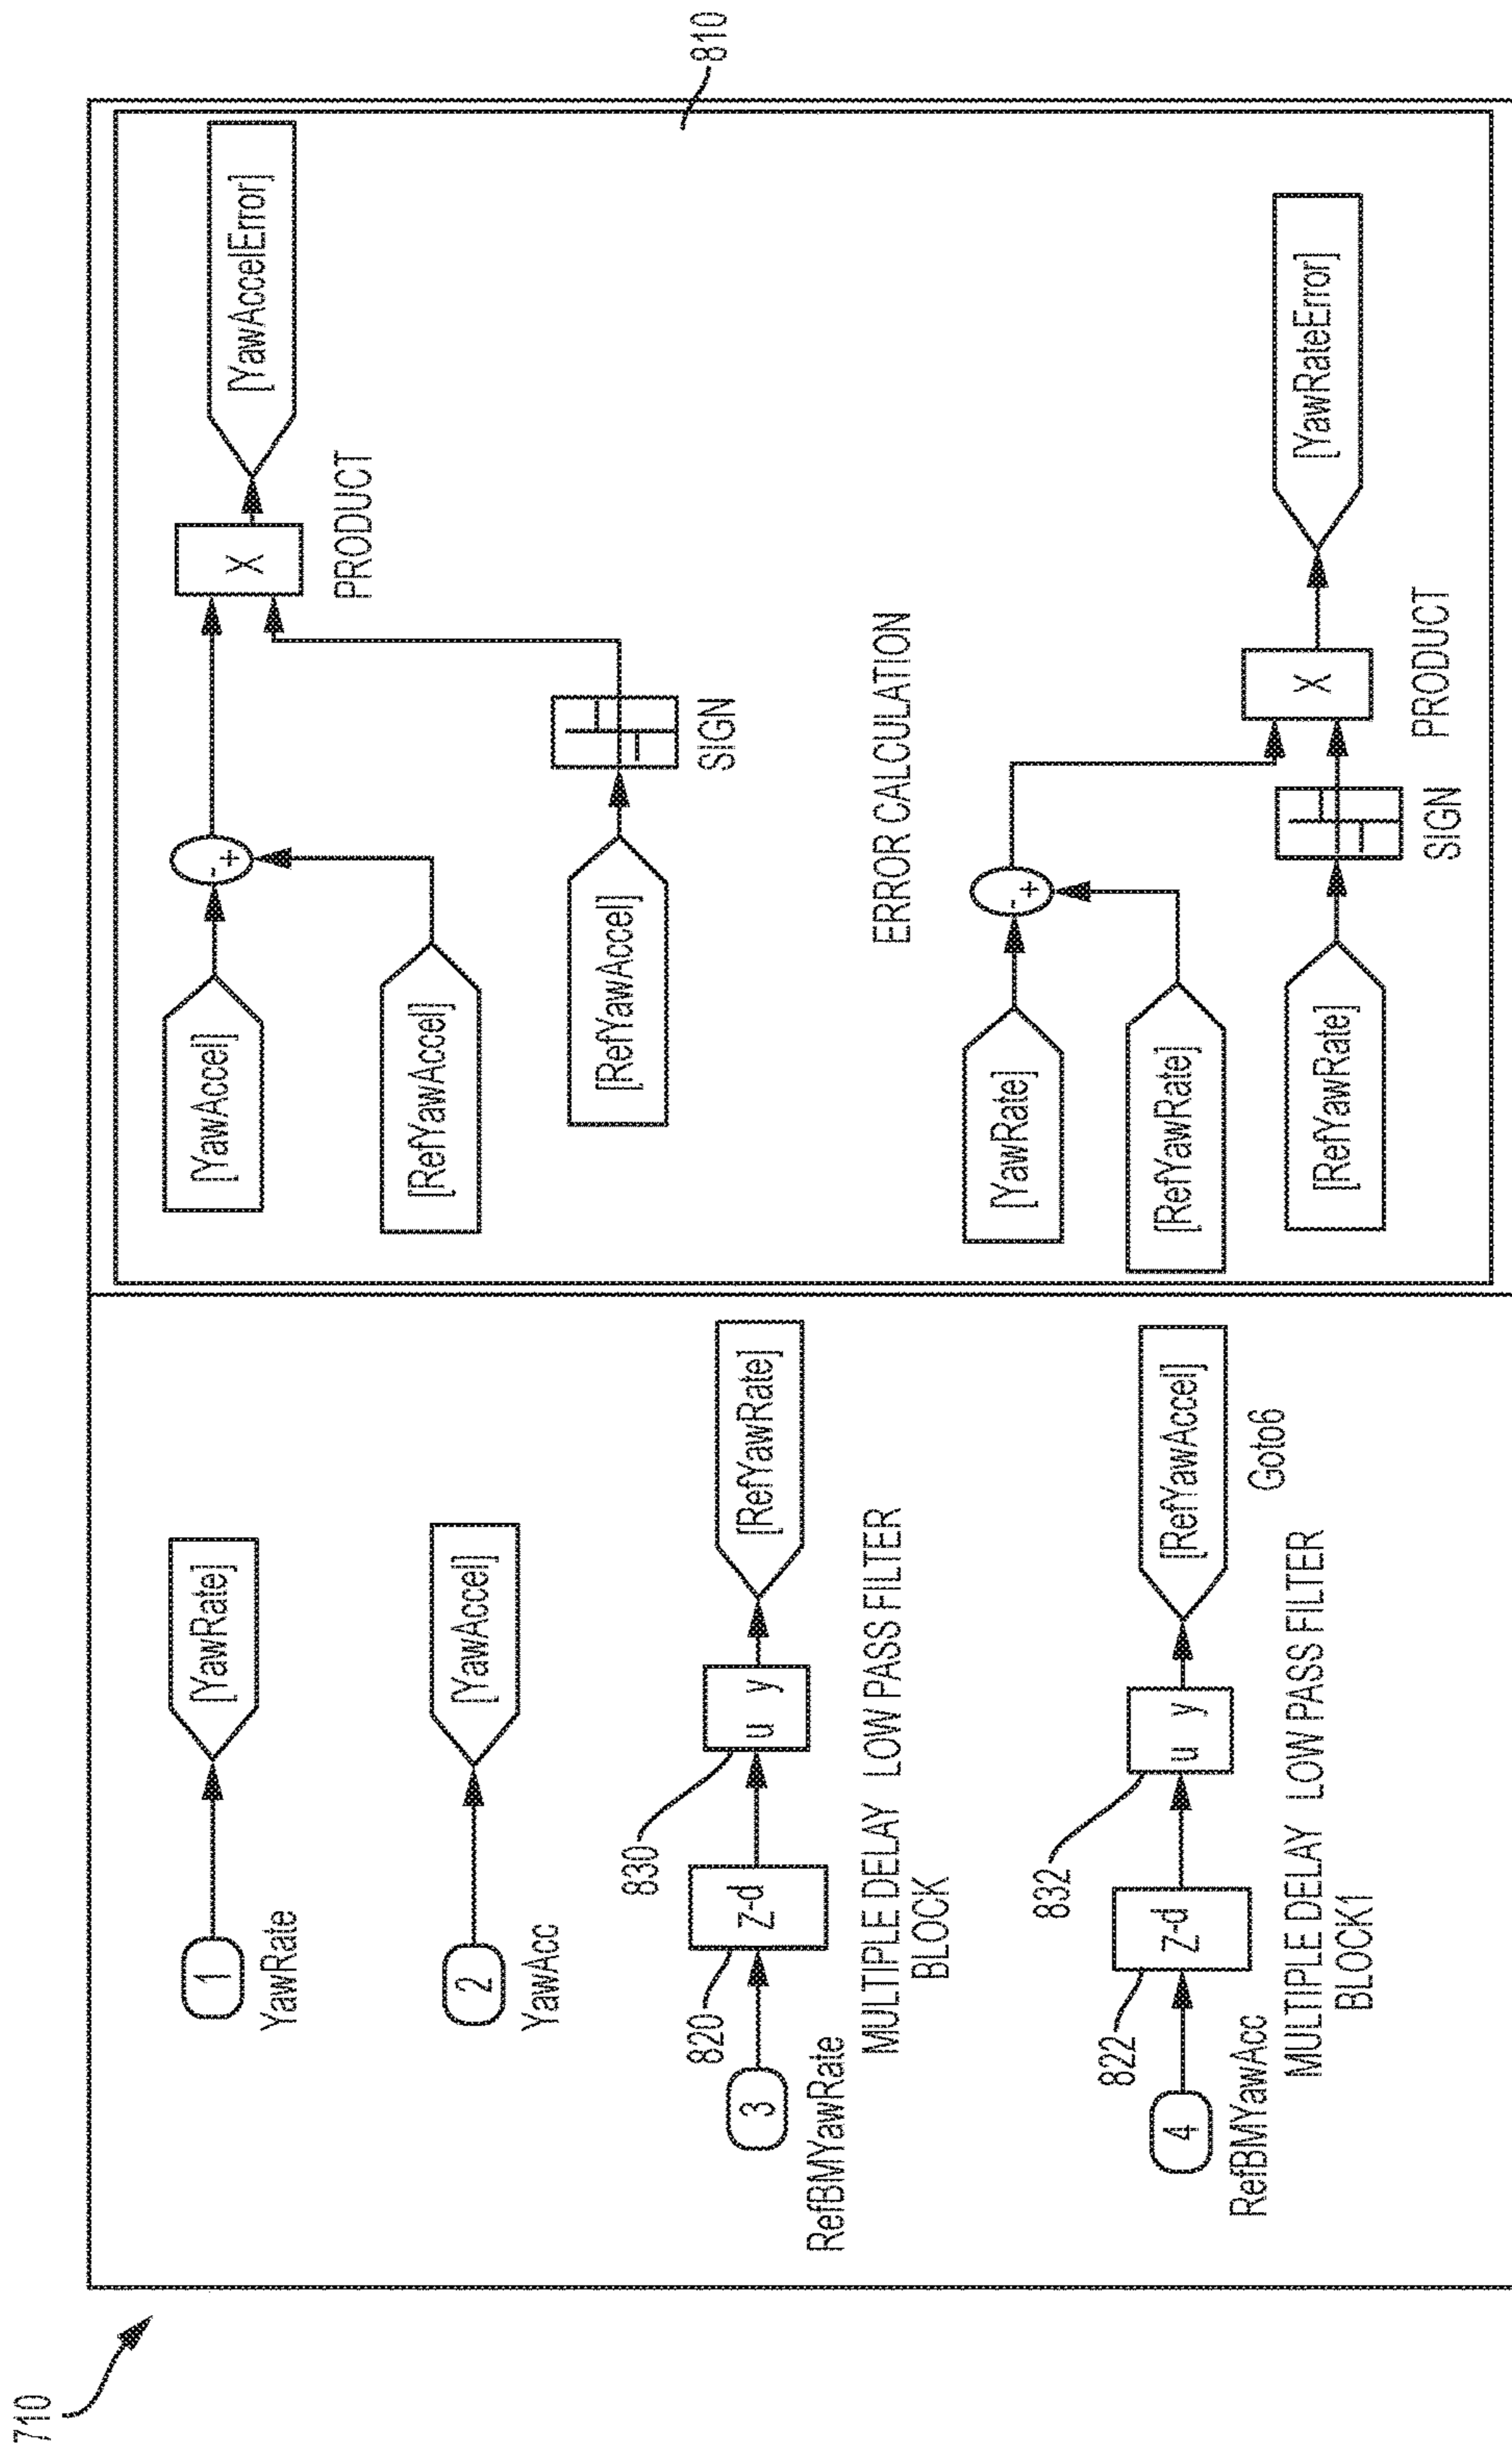 710
1
YawRate
[YawRate]
2
YawAcc
[YawAccel]
3
RefBMYawRate
820
z-d
MULTIPLE DELAY
BLOCK
830
u y
LOW PASS FILTER
[RefYawRate]
4
RefBMYawAcc
822
z-d
MULTIPLE DELAY
BLOCK1
832
u y
LOW PASS FILTER
[RefYawAccel]
Goto6
810
[YawAccel]
-
+
[RefYawAccel]
X
PRODUCT
[YawAccelError]
[RefYawAccel]
SIGN
ERROR CALCULATION
[YawRate]
-
+
[RefYawRate]
X
PRODUCT
[YawRateError]
[RefYawRate]
SIGN